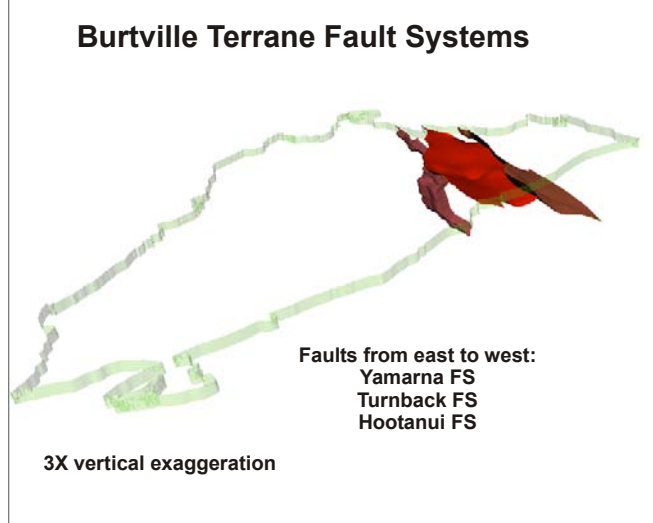 Burtville Terrane Fault Systems
Faults from east to west:
Yamarna FS
Turnback FS
Hootanui FS
3X vertical exaggeration